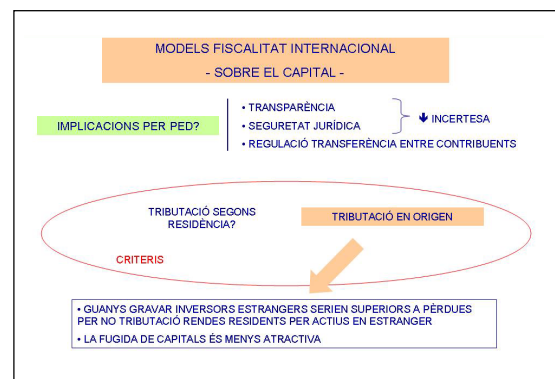 MODELS FISCALITAT INTERNACIONAL
- SOBRE EL CAPITAL -
IMPLICACIONS PER PED?
• TRANSPARÈNCIA
• SEGURETAT JURÍDICA
🡻 INCERTESA
• REGULACIÓ TRANSFERÈNCIA ENTRE CONTRIBUENTS
TRIBUTACIÓ SEGONS
RESIDÈNCIA?
TRIBUTACIÓ EN ORIGEN
CRITERIS
• GUANYS GRAVAR INVERSORS ESTRANGERS SERIEN SUPERIORS A PÈRDUES
PER NO TRIBUTACIÓ RENDES RESIDENTS PER ACTIUS EN ESTRANGER
• LA FUGIDA DE CAPITALS ÉS MENYS ATRACTIVA